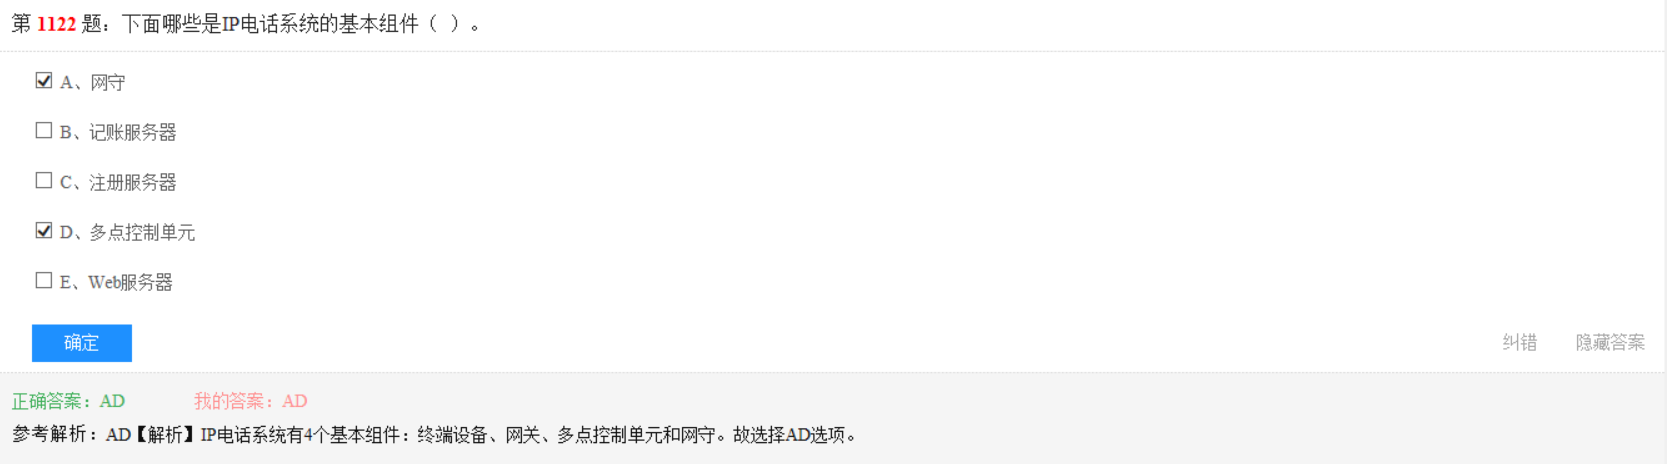 第 1122 题：下面哪些是IP电话系统的基本组件（ ）。
A、网守
B、记账服务器
C、注册服务器
D、多点控制单元
E、Web服务器
确定
纠错 隐藏答案
正确答案：AD 我的答案：AD
参考解析：AD【解析】IP电话系统有4个基本组件：终端设备、网关、多点控制单元和网守。故选择AD选项。